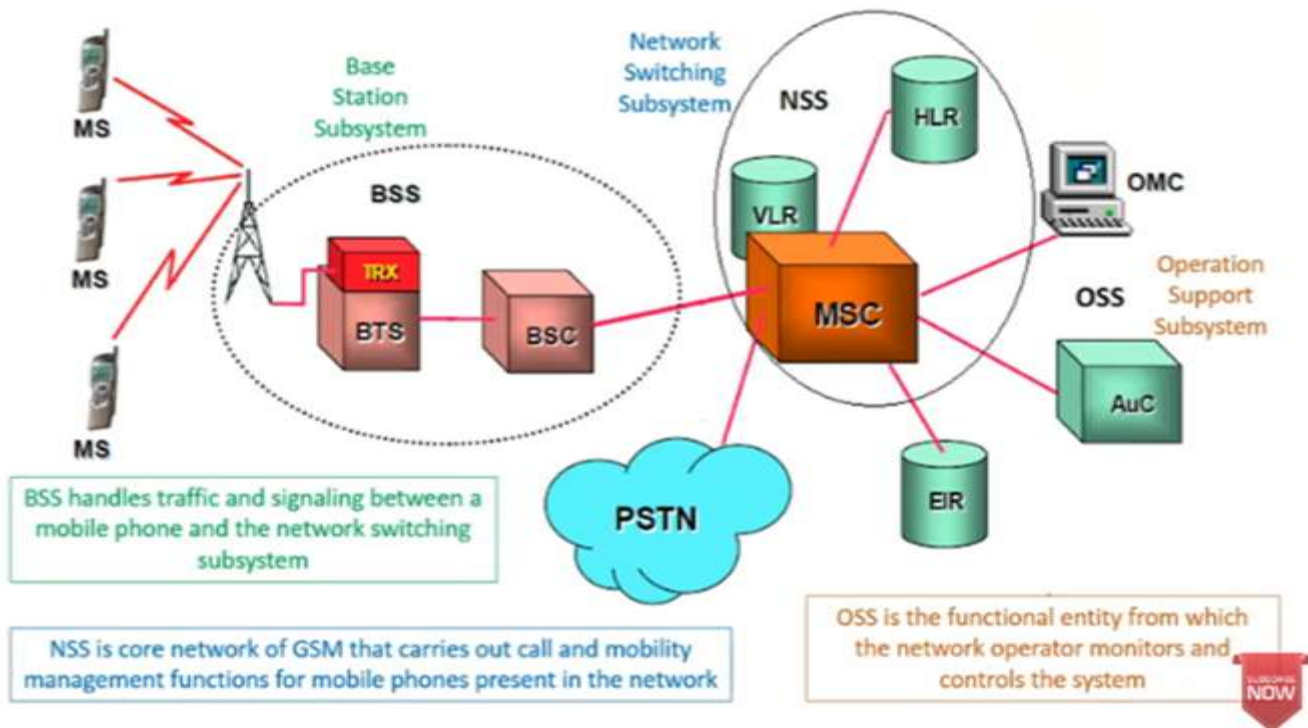 MS
MS
MS
Base
Station
Subsystem
BSS
TRX
BTS
BSC
Network
Switching
Subsystem
NSS
HLR
VLR
MSC
OMC
OSS
Operation
Support
Subsystem
AuC
EIR
PSTN
BSS handles traffic and signaling between a
mobile phone and the network switching
subsystem
NSS is core network of GSM that carries out call and mobility
management functions for mobile phones present in the network
OSS is the functional entity from which
the network operator monitors and
controls the system
SUBSCRIBE
NOW